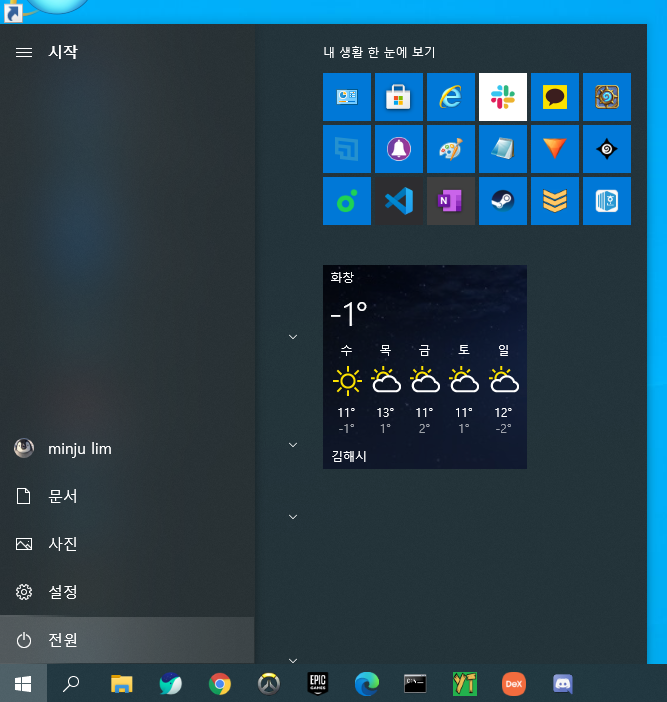 시작
내 생활 한 눈에 보기
화창
-1°
수 목 금 토 일
11° 13° 11° 11° 12°
-1° 1° 2° 1° -2°
김해시
minju lim
문서
사진
설정
전원
N
EPIC
GAMES
C:\_
YT
DeX